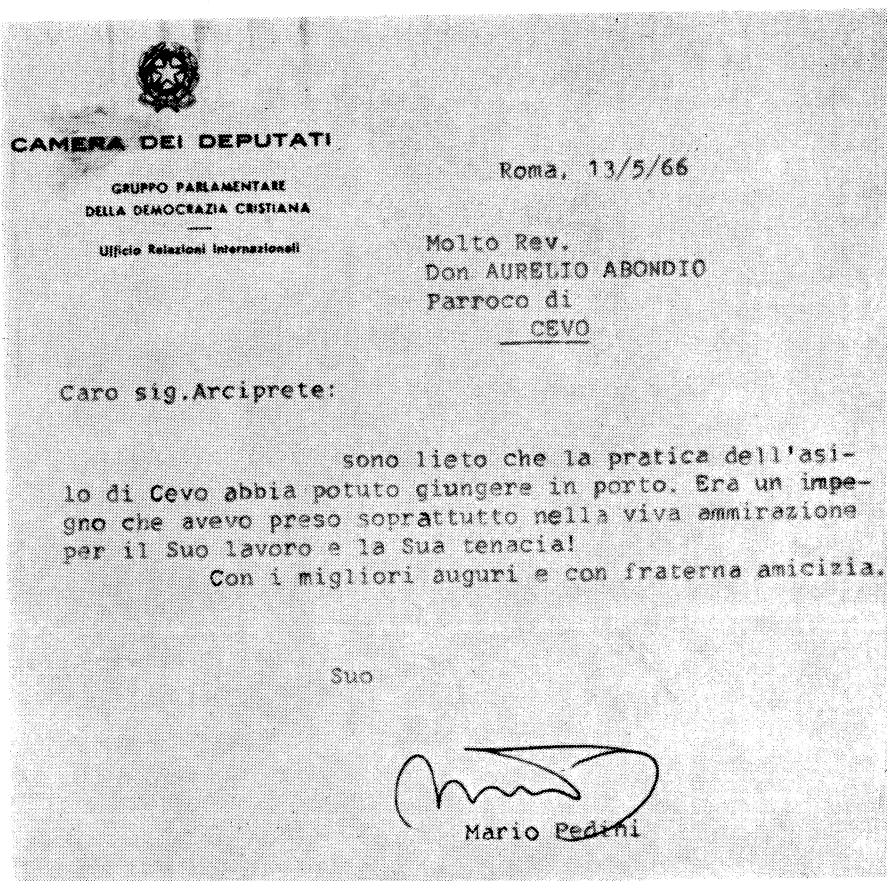 CAMERA DEI DEPUTATI
GRUPPO PARLAMENTARE
DELLA DEMOCRAZIA CRISTIANA
Ufficio Relazioni Internazionali
Roma, 13/5/66
Molto Rev.
Don AURELIO ABONDIO
Parroco di
CEVO
Caro sig.Arciprete:
sono lieto che la pratica dell'asi-
lo di Cevo abbia potuto giungere in porto. Era un impe-
gno che avevo preso soprattutto nella viva ammirazione
per il Suo lavoro e la Sua tenacia!
Con i migliori auguri e con fraterna amicizia.
Suo
Mario Pedini